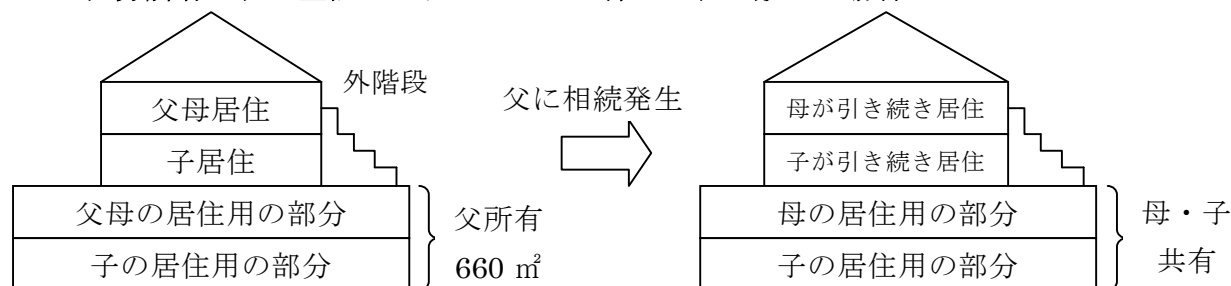 外階段
父母居住
子居住
父母の居住用の部分
子の居住用の部分
父所有
660 ㎡
父に相続発生
母が引き続き居住
子が引き続き居住
母の居住用の部分
子の居住用の部分
母・子
共有